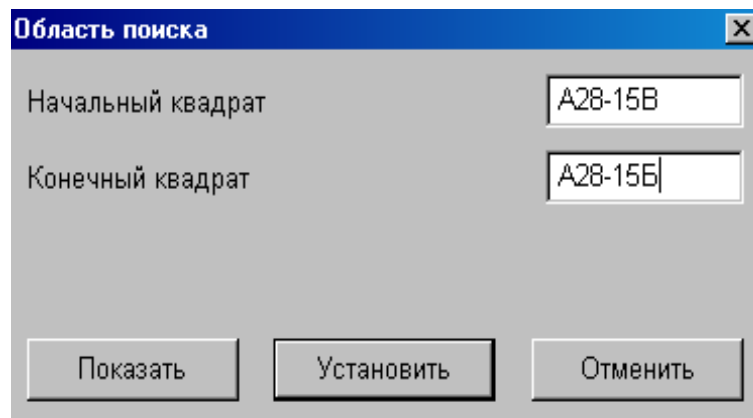 Область поиска
Начальный квадрат А28-15В
Конечный квадрат А28-15Б
Показать Установить Отменить